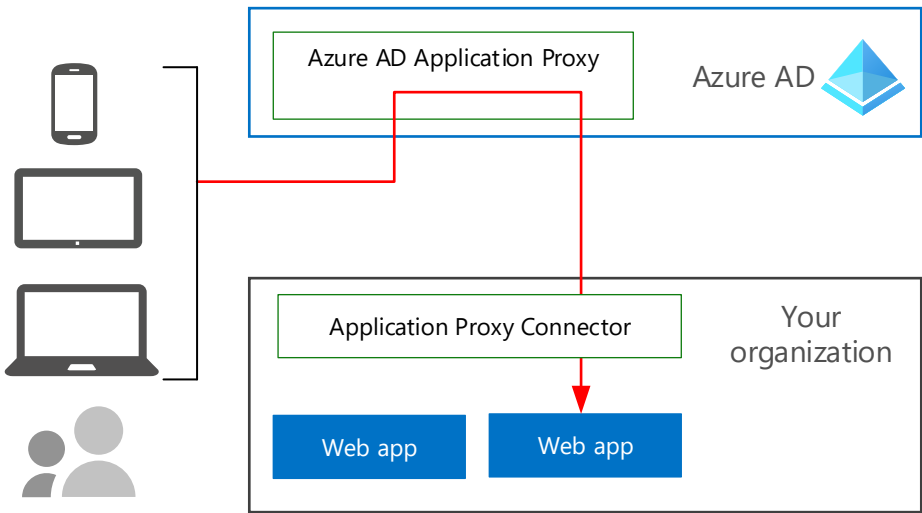 Azure AD Application Proxy
Azure AD
Application Proxy Connector
Your
organization
Web app
Web app